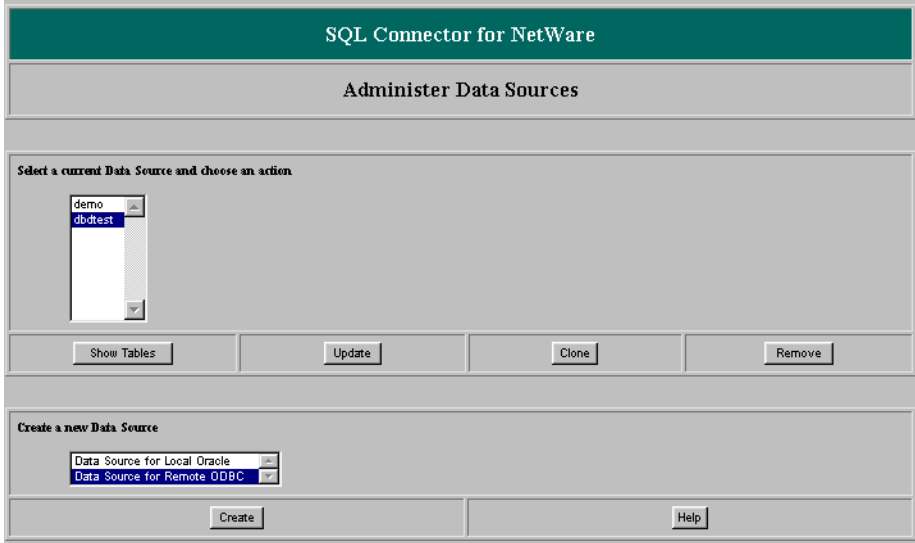 SQL Connector for NetWare
Administer Data Sources
Select a current Data Source and choose an action
demo
dbdtest
Show Tables Update Clone Remove
Create a new Data Source
Data Source for Local Oracle
Data Source for Remote ODBC
Create Help